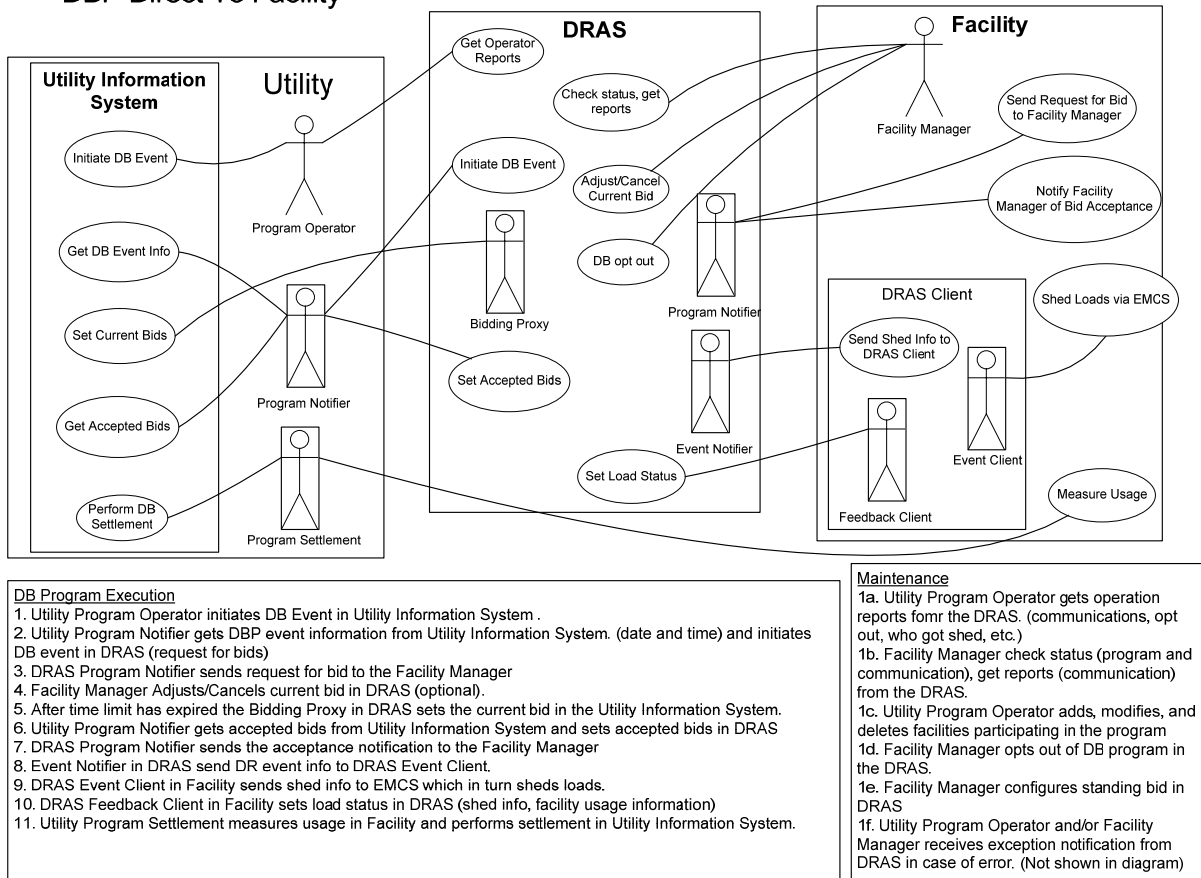 DBP Direct To Facility
DRAS
Facility
Utility Information
System
Utility
Get Operator
Reports
Check status, get
reports
Facility Manager
Send Request for Bid
to Facility Manager
Initiate DB Event
Program Operator
Initiate DB Event
Adjust/Cancel
Current Bid
Notify Facility
Manager of Bid Acceptance
Get DB Event Info
DB opt out
Bidding Proxy
Program Notifier
DRAS Client
Shed Loads via EMCS
Set Current Bids
Send Shed Info to
DRAS Client
Program Notifier
Set Accepted Bids
Get Accepted Bids
Event Notifier
Event Client
Set Load Status
Feedback Client
Measure Usage
Perform DB
Settlement
Program Settlement
DB Program Execution
1. Utility Program Operator initiates DB Event in Utility Information System .
2. Utility Program Notifier gets DBP event information from Utility Information System. (date and time) and initiates
DB event in DRAS (request for bids)
3. DRAS Program Notifier sends request for bid to the Facility Manager
4. Facility Manager Adjusts/Cancels current bid in DRAS (optional).
5. After time limit has expired the Bidding Proxy in DRAS sets the current bid in the Utility Information System.
6. Utility Program Notifier gets accepted bids from Utility Information System and sets accepted bids in DRAS
7. DRAS Program Notifier sends the acceptance notification to the Facility Manager
8. Event Notifier in DRAS send DR event info to DRAS Event Client.
9. DRAS Event Client in Facility sends shed info to EMCS which in turn sheds loads.
10. DRAS Feedback Client in Facility sets load status in DRAS (shed info, facility usage information)
11. Utility Program Settlement measures usage in Facility and performs settlement in Utility Information System.
Maintenance
1a. Utility Program Operator gets operation
reports fomr the DRAS. (communications, opt
out, who got shed, etc.)
1b. Facility Manager check status (program and
communication), get reports (communication)
from the DRAS.
1c. Utility Program Operator adds, modifies, and
deletes facilities participating in the program
1d. Facility Manager opts out of DB program in
the DRAS.
1e. Facility Manager configures standing bid in
DRAS
1f. Utility Program Operator and/or Facility
Manager receives exception notification from
DRAS in case of error. (Not shown in diagram)